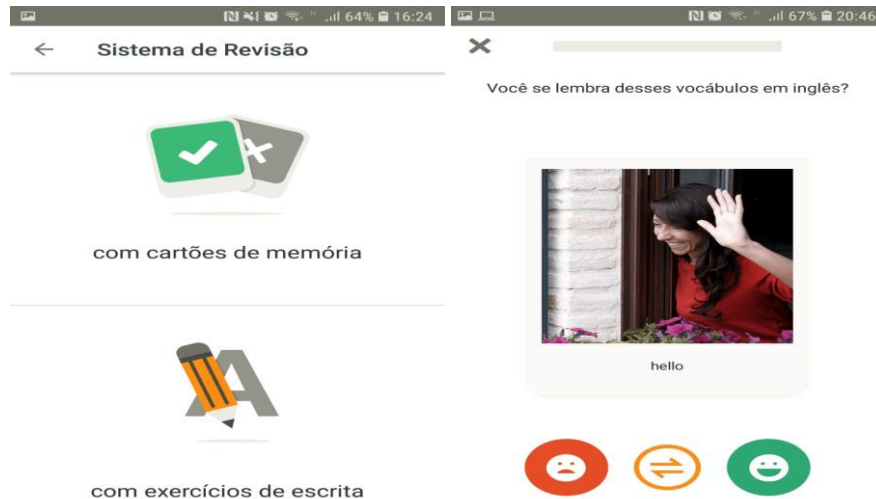 64% 16:24
Sistema de Revisão
com cartões de memória
com exercícios de escrita
67% 20:46
Você se lembra desses vocábulos em inglês?
hello